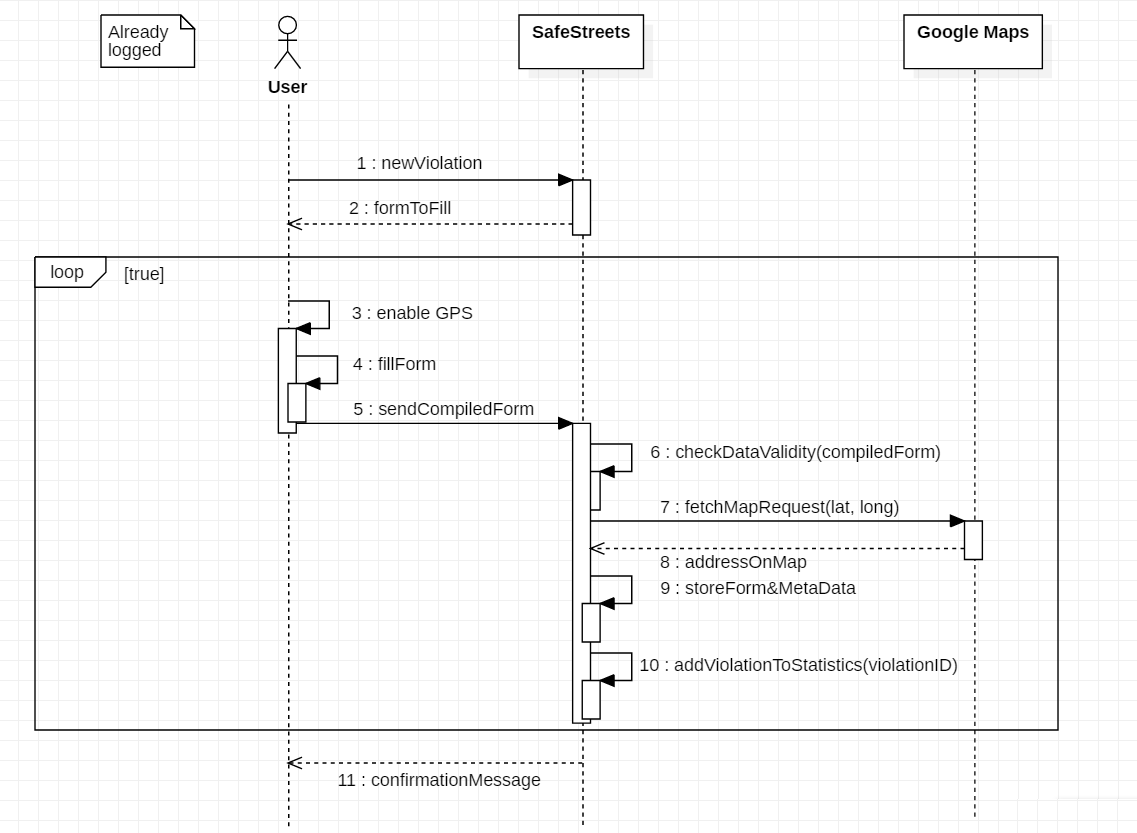 Already
logged
User
SafeStreets
Google Maps
1 : newViolation
2 : formToFill
loop
[true]
3 : enable GPS
4 : fillForm
5 : sendCompiledForm
6 : checkDataValidity(compiledForm)
7 : fetchMapRequest(lat, long)
8 : addressOnMap
9 : storeForm&MetaData
10 : addViolationToStatistics(violationID)
11 : confirmationMessage